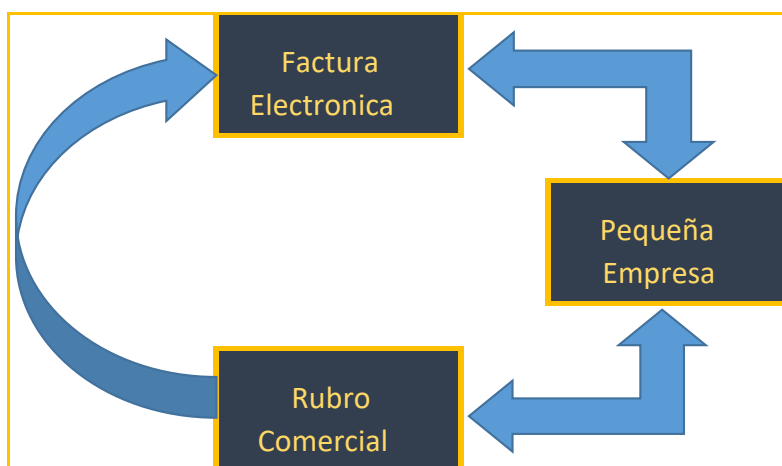 Factura
Electronica
Pequeña
Empresa
Rubro
Comercial